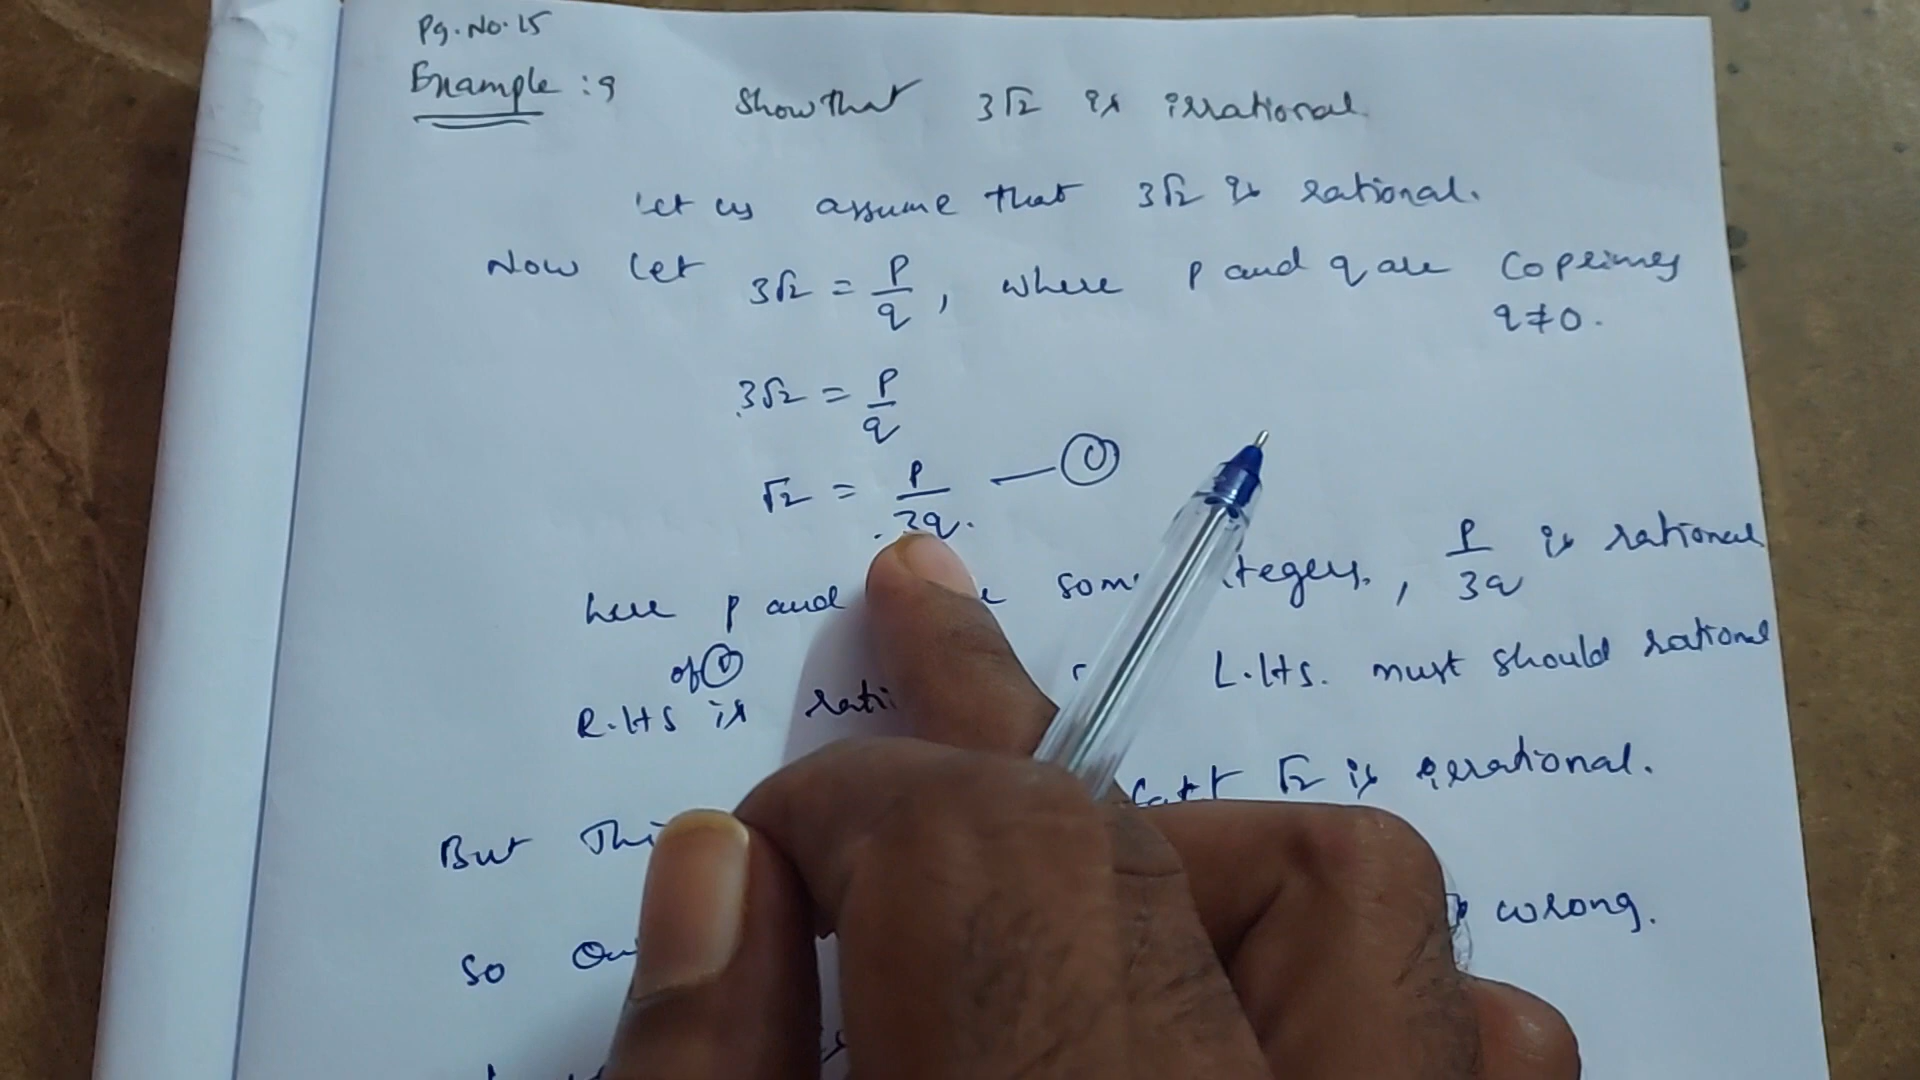 Pg.No.15
Example : 9 Show that 3√2 is irrational.
Let us assume that 3√2 is rational.
Now let 3√2 = p/q , where p and q are coprimes
q≠0.
3√2 = p/q
√2 = p/3q. — ①
here p and some , p/3q is rational
of ①
R.H.S is L.H.S. must should rational
But fact √2 is irrational.
So wrong.